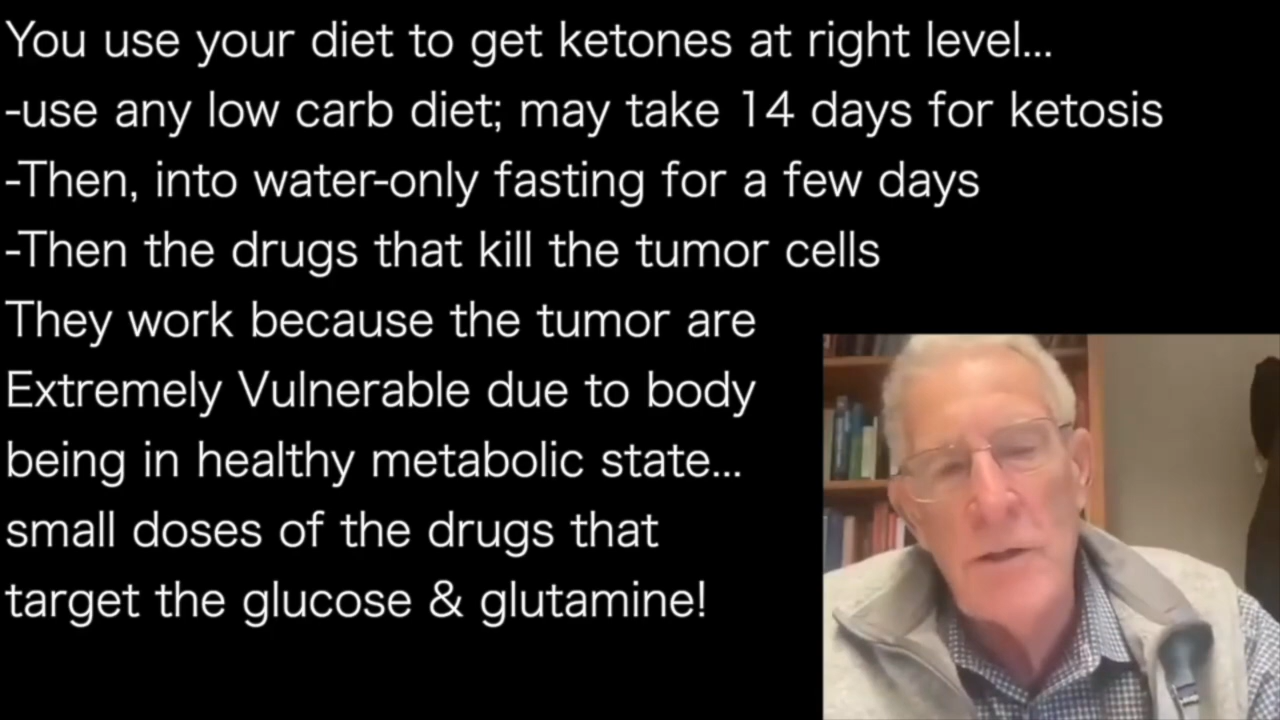 You use your diet to get ketones at right level...
-use any low carb diet; may take 14 days for ketosis
-Then, into water-only fasting for a few days
-Then the drugs that kill the tumor cells
They work because the tumor are
Extremely Vulnerable due to body
being in healthy metabolic state...
small doses of the drugs that
target the glucose & glutamine!